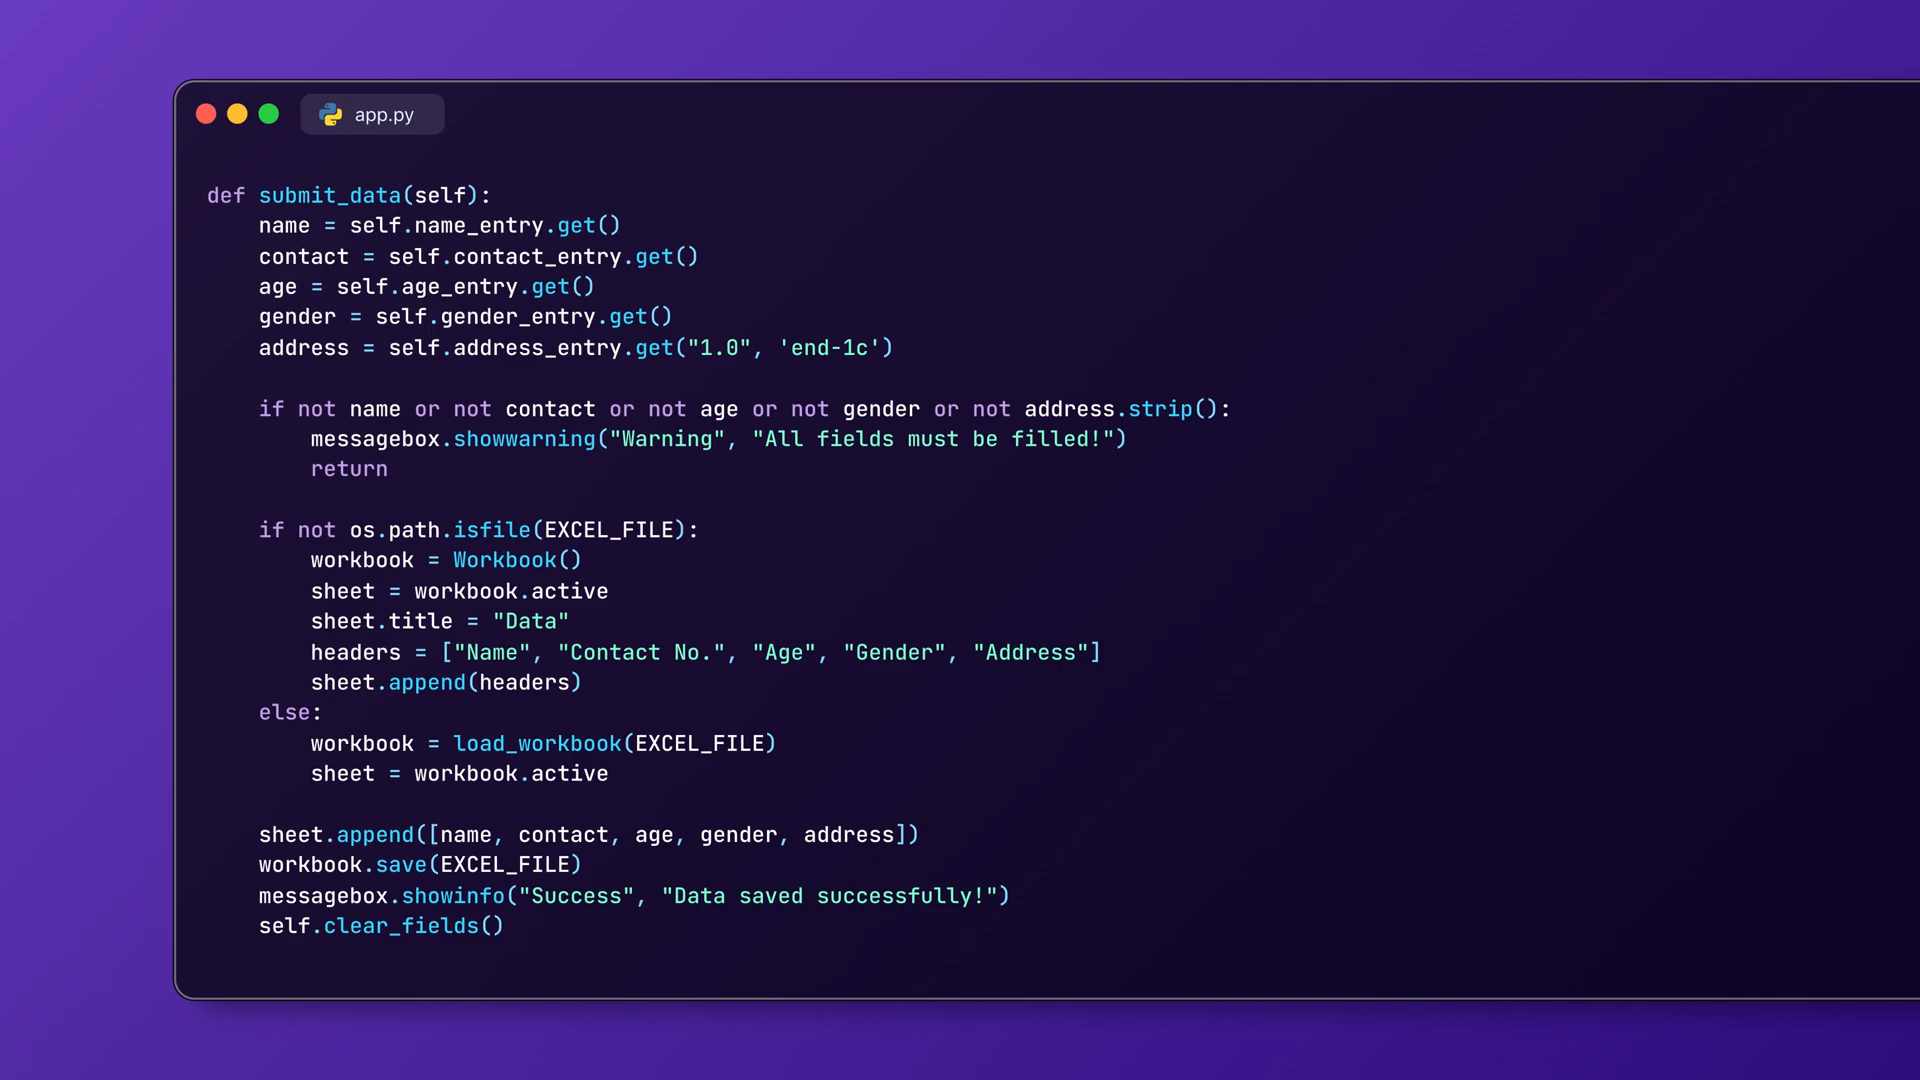 app.py
def submit_data(self):
    name = self.name_entry.get()
    contact = self.contact_entry.get()
    age = self.age_entry.get()
    gender = self.gender_entry.get()
    address = self.address_entry.get("1.0", 'end-1c')

    if not name or not contact or not age or not gender or not address.strip():
        messagebox.showwarning("Warning", "All fields must be filled!")
        return

    if not os.path.isfile(EXCEL_FILE):
        workbook = Workbook()
        sheet = workbook.active
        sheet.title = "Data"
        headers = ["Name", "Contact No.", "Age", "Gender", "Address"]
        sheet.append(headers)
    else:
        workbook = load_workbook(EXCEL_FILE)
        sheet = workbook.active

    sheet.append([name, contact, age, gender, address])
    workbook.save(EXCEL_FILE)
    messagebox.showinfo("Success", "Data saved successfully!")
    self.clear_fields()